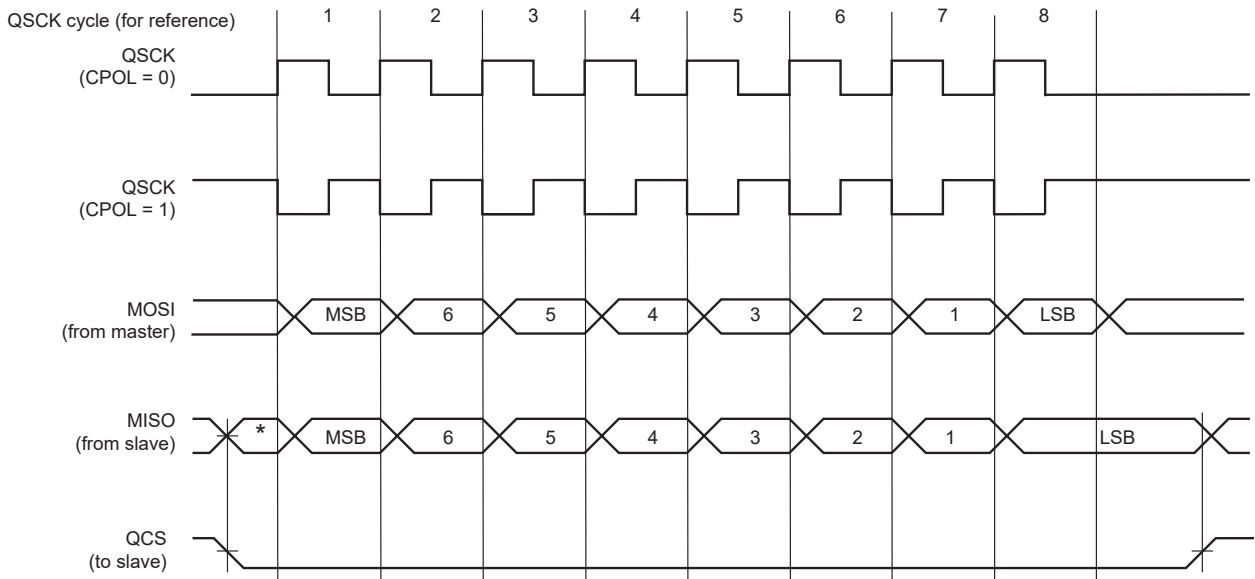 QSCK cycle (for reference) 1 2 3 4 5 6 7 8
QSCK
(CPOL = 0)
QSCK
(CPOL = 1)
MOSI
(from master)
MSB 6 5 4 3 2 1 LSB
MISO
(from slave)
* MSB 6 5 4 3 2 1 LSB
QCS
(to slave)